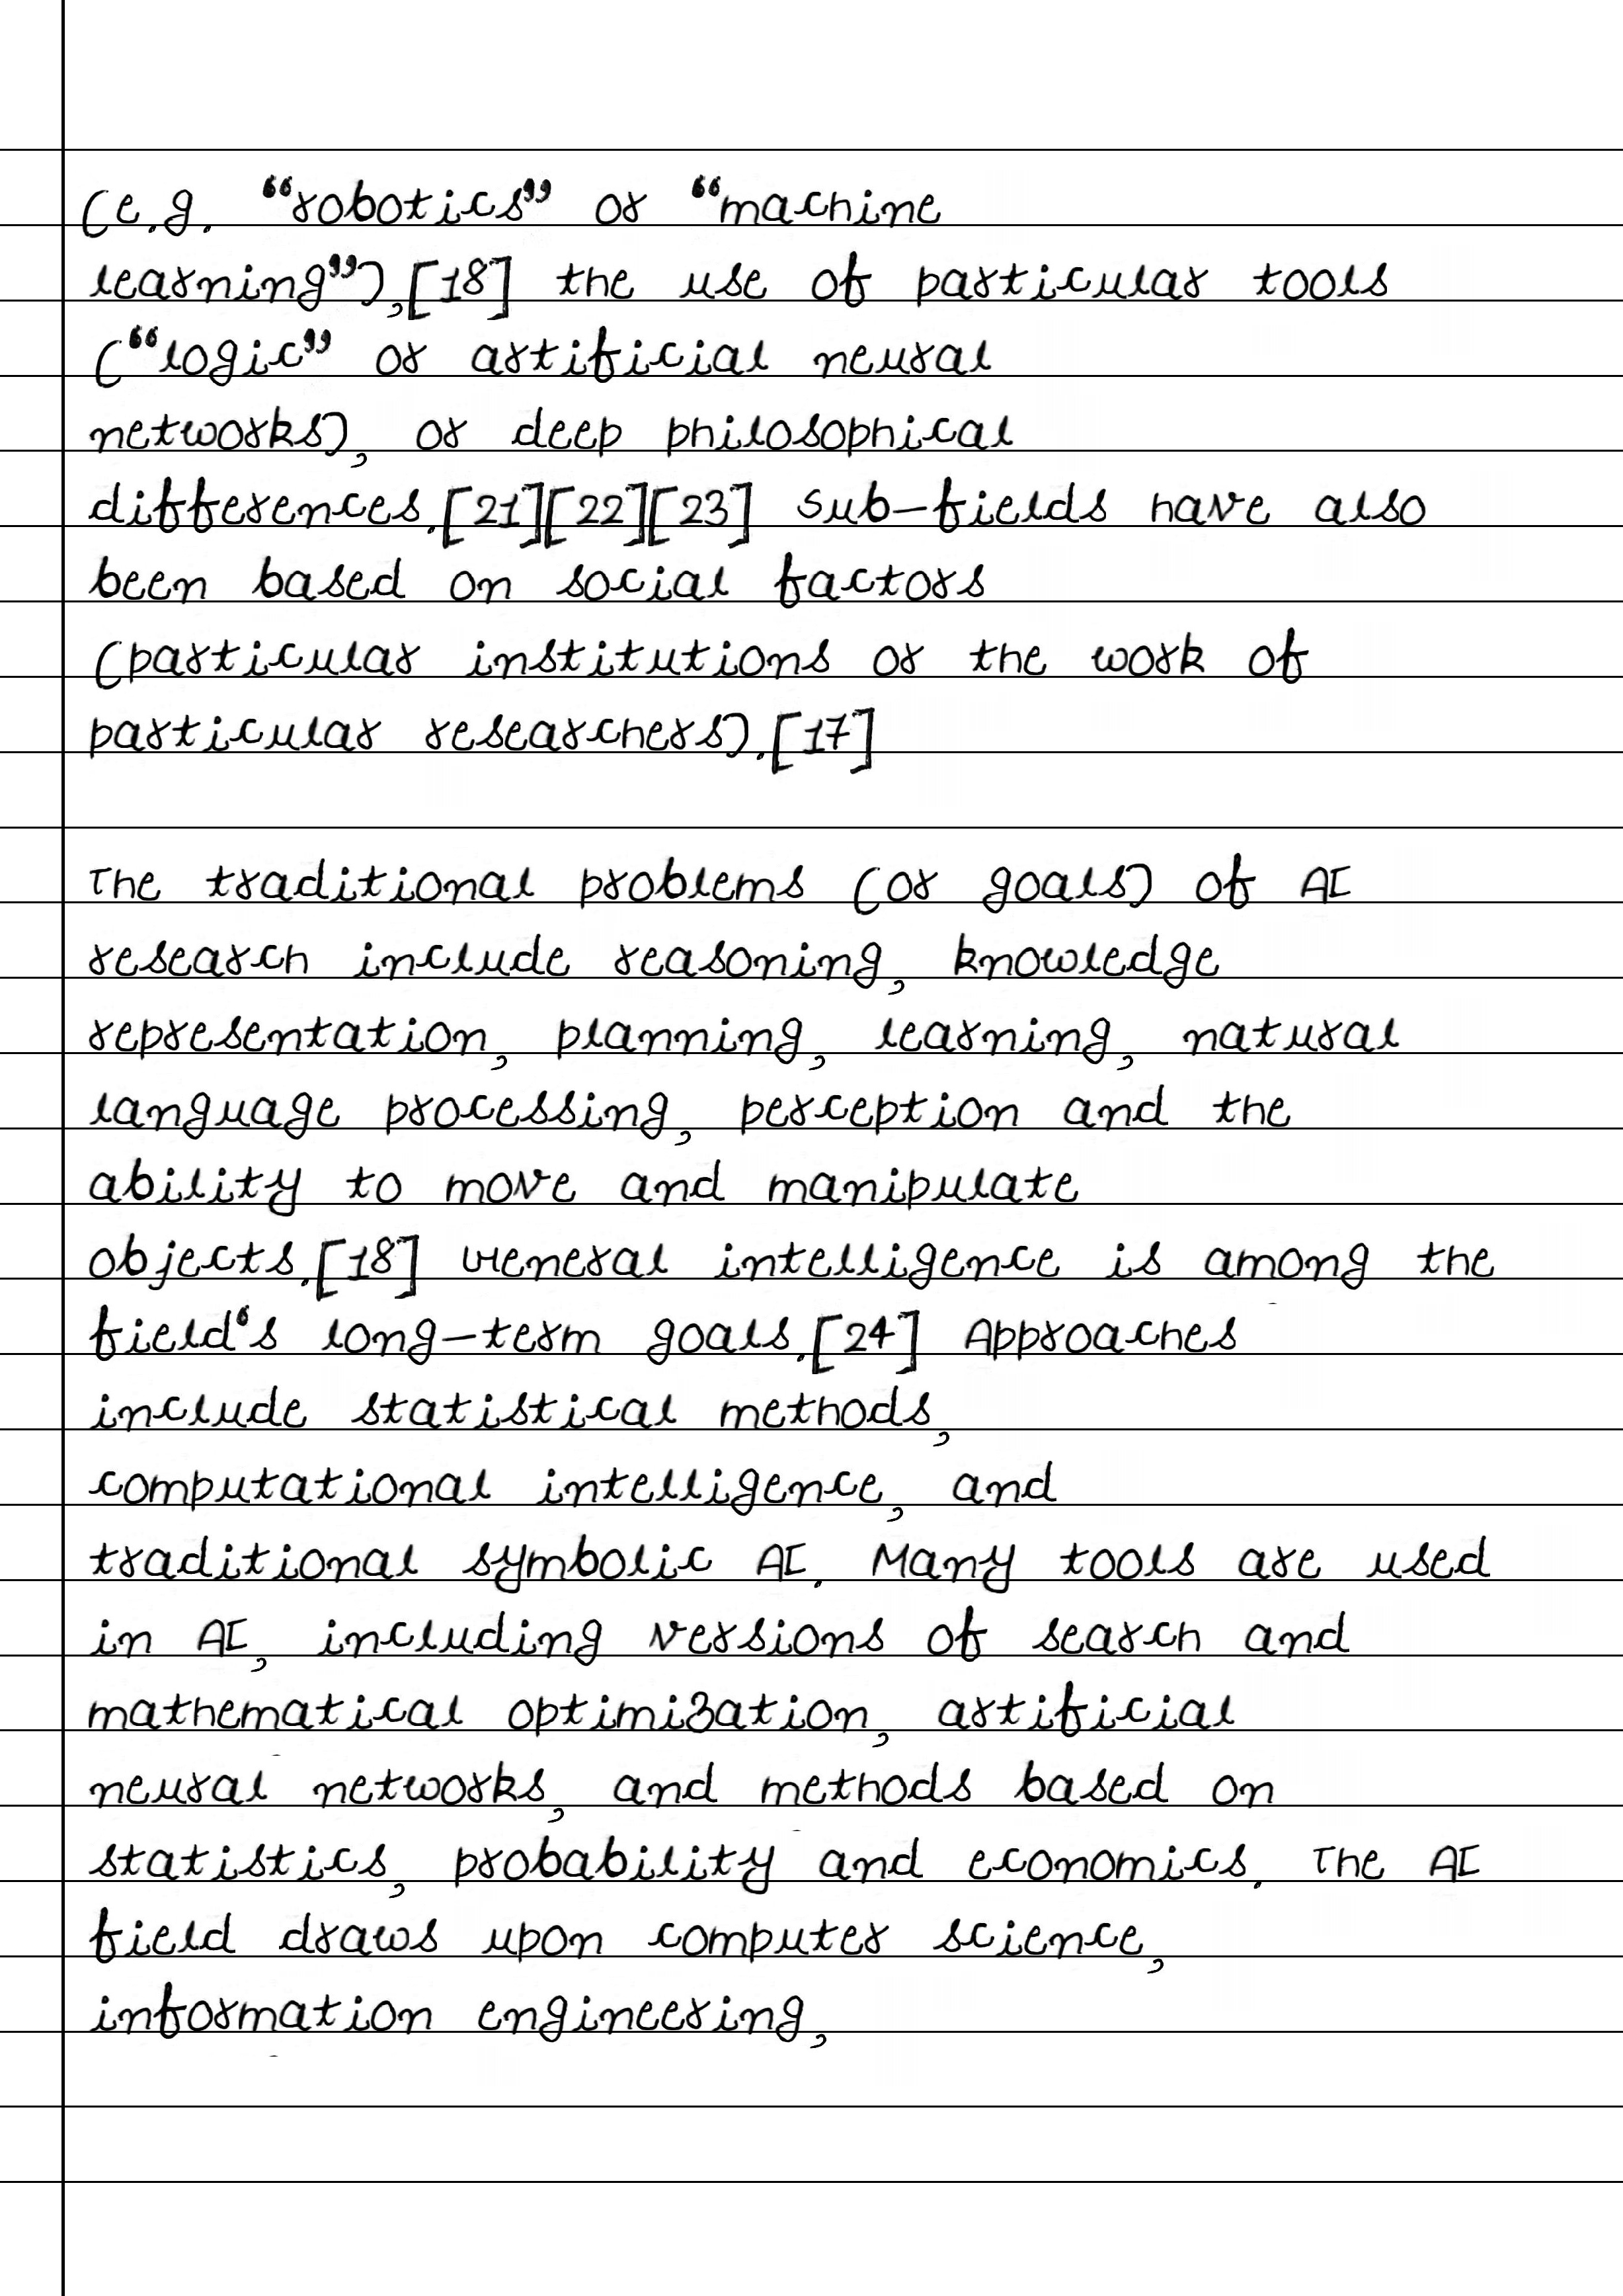 (e.g. “robotics” or “machine
learning”),[18] the use of particular tools
(“logic” or artificial neural
networks), or deep philosophical
differences.[21][22][23] Sub-fields have also
been based on social factors
(particular institutions or the work of
particular researchers).[17]
The traditional problems (or goals) of AI
research include reasoning, knowledge
representation, planning, learning, natural
language processing, perception and the
ability to move and manipulate
objects.[18] General intelligence is among the
field‘s long-term goals.[24] Approaches
include statistical methods,
computational intelligence, and
traditional symbolic AI. Many tools are used
in AI, including versions of search and
mathematical optimization, artificial
neural networks, and methods based on
statistics, probability and economics. The AI
field draws upon computer science,
information engineering,